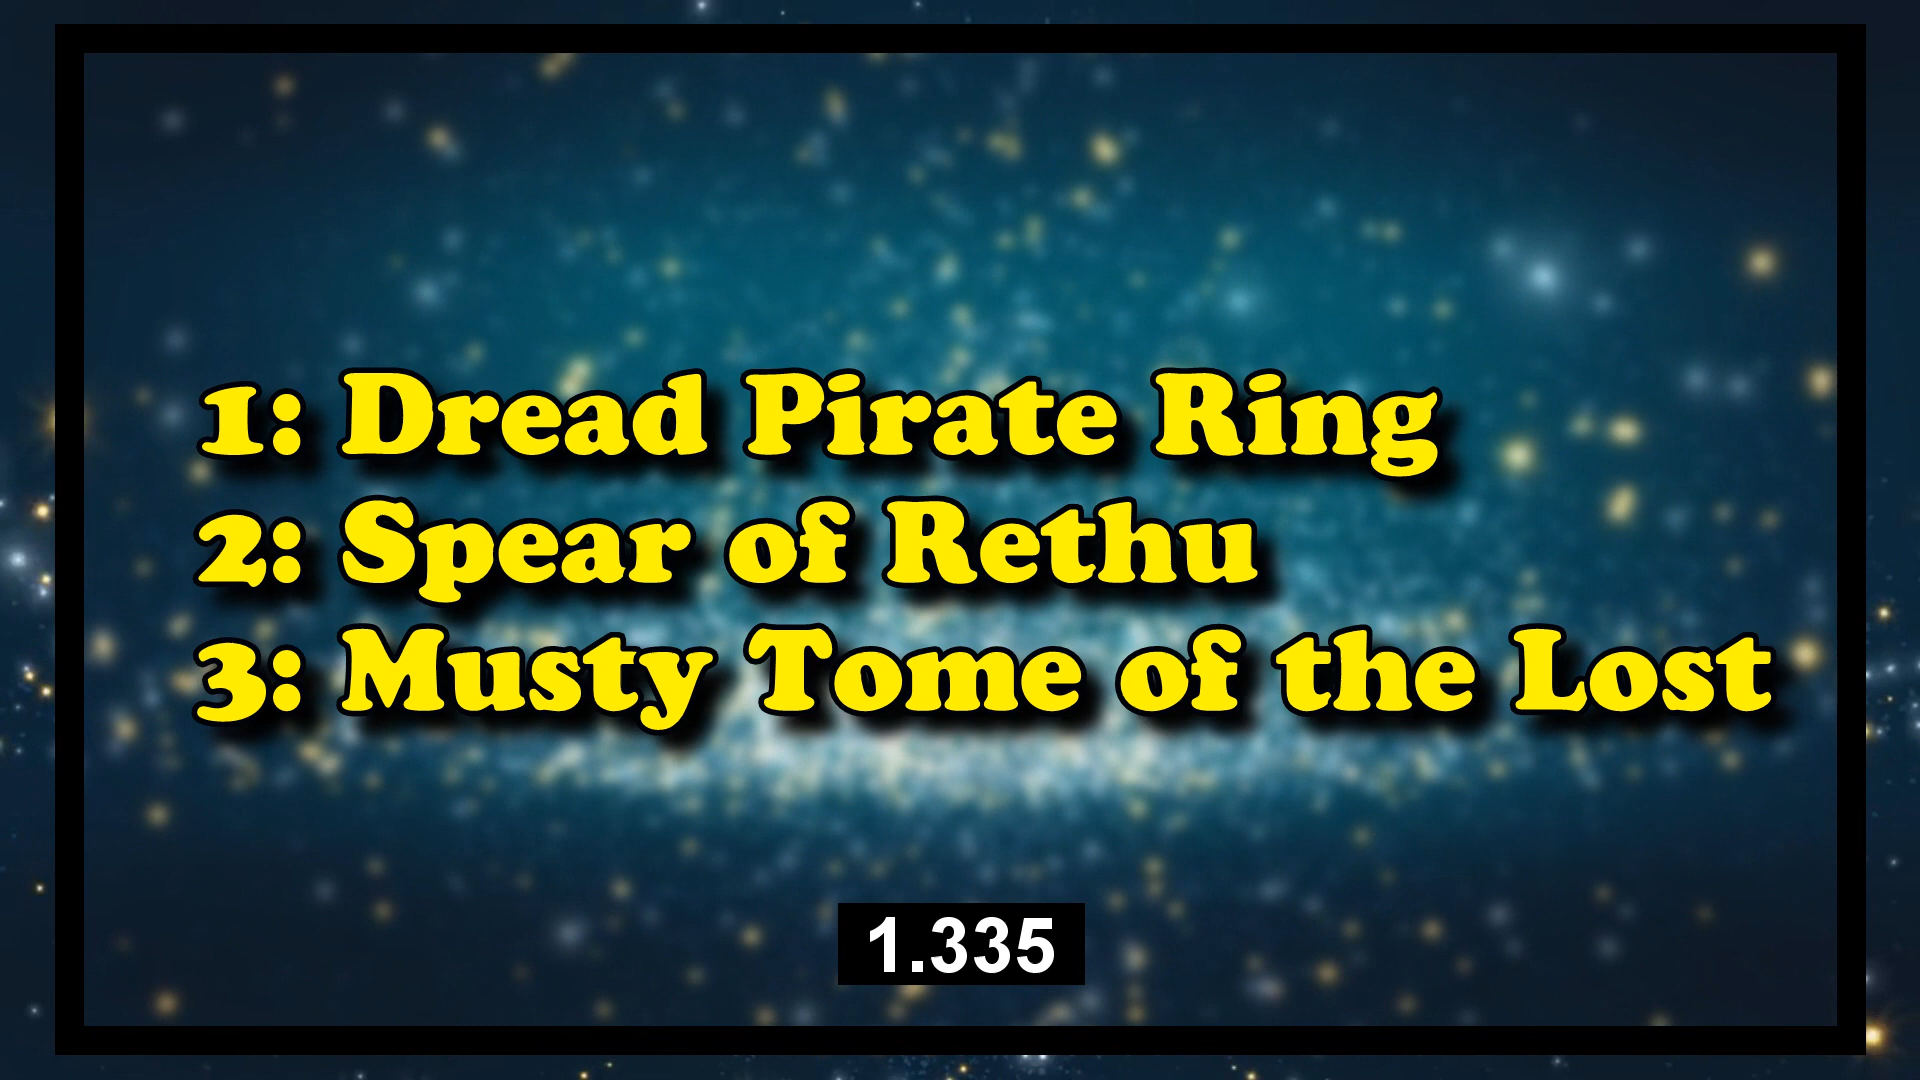 1: Dread Pirate Ring
2: Spear of Rethu
3: Musty Tome of the Lost
1.335